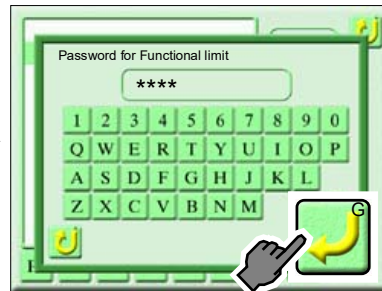 Password for Functional limit
****
1 2 3 4 5 6 7 8 9 0
Q W E R T Y U I O P
A S D F G H J K L
Z X C V B N M
G